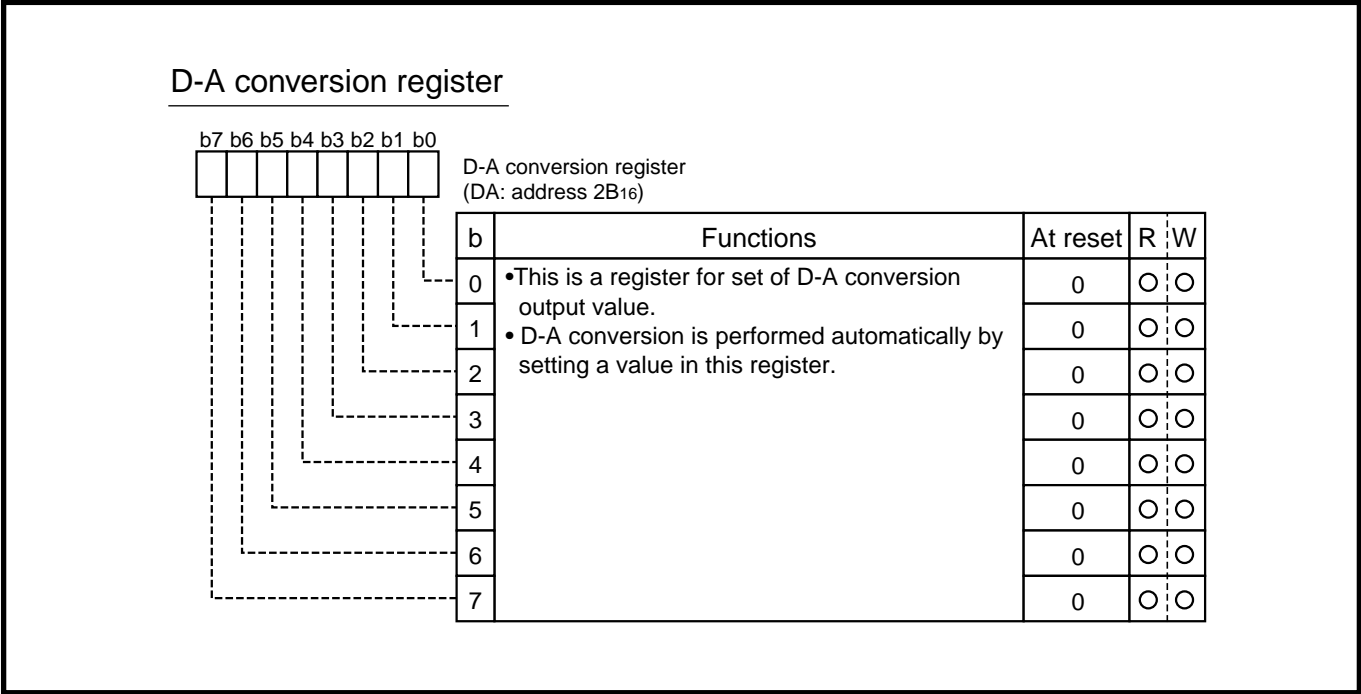 D-A conversion register
b7 b6 b5 b4 b3 b2 b1 b0
D-A conversion register
(DA: address 2B16)
b Functions At reset R W
0 •This is a register for set of D-A conversion 0 O O
output value.
1 • D-A conversion is performed automatically by 0 O O
2 setting a value in this register. 0 O O
3 0 O O
4 0 O O
5 0 O O
6 0 O O
7 0 O O